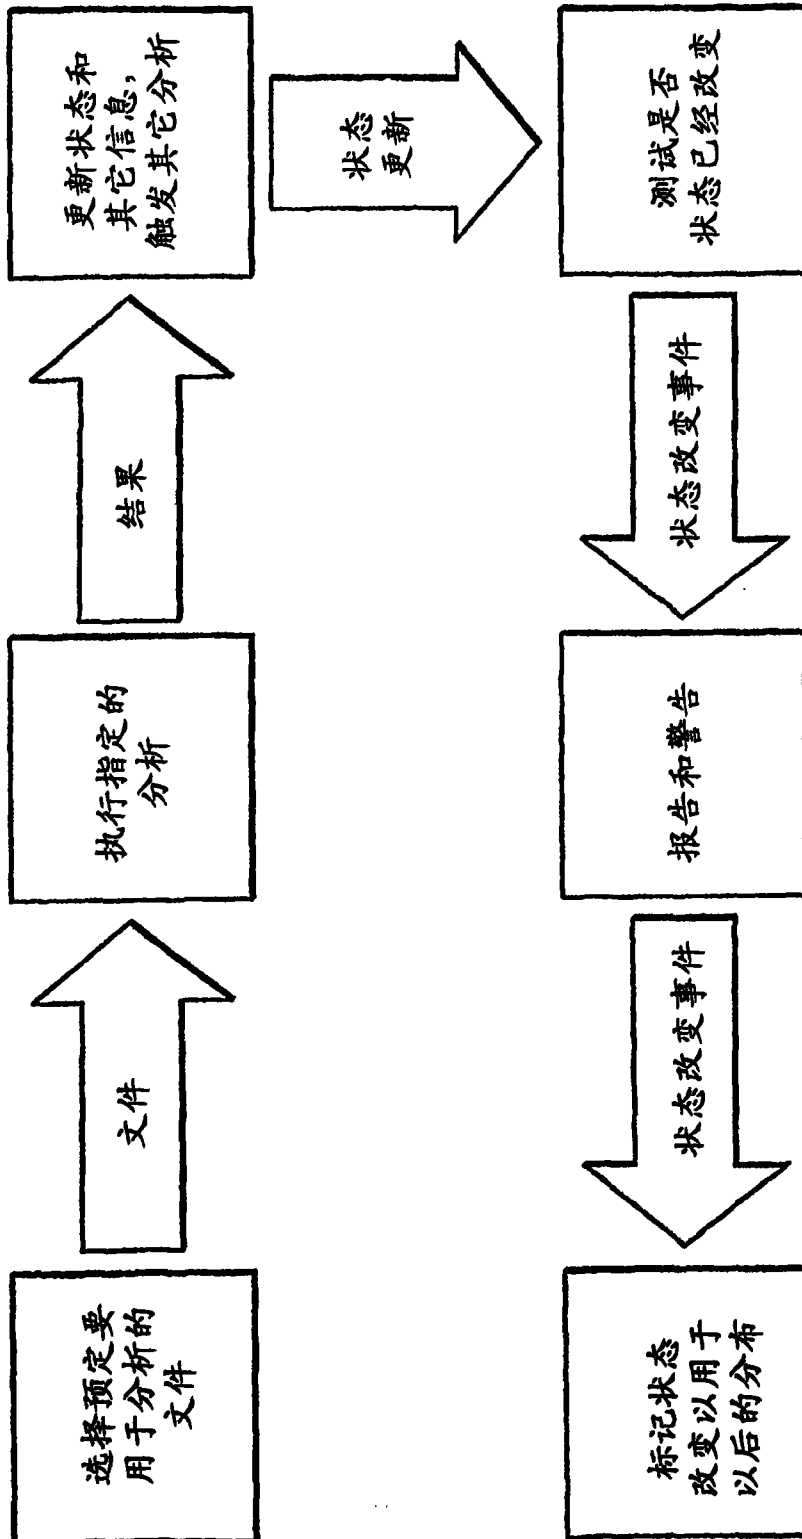 选择预定要
用于分析的
文件
文件
执行指定的
分析
结果
更新状态和
其它信息,
触发其它分析
状态
更新
测试是否
状态已经改变
状态改变事件
报告和警告
状态改变事件
标记状态
改变以用于
以后的分布